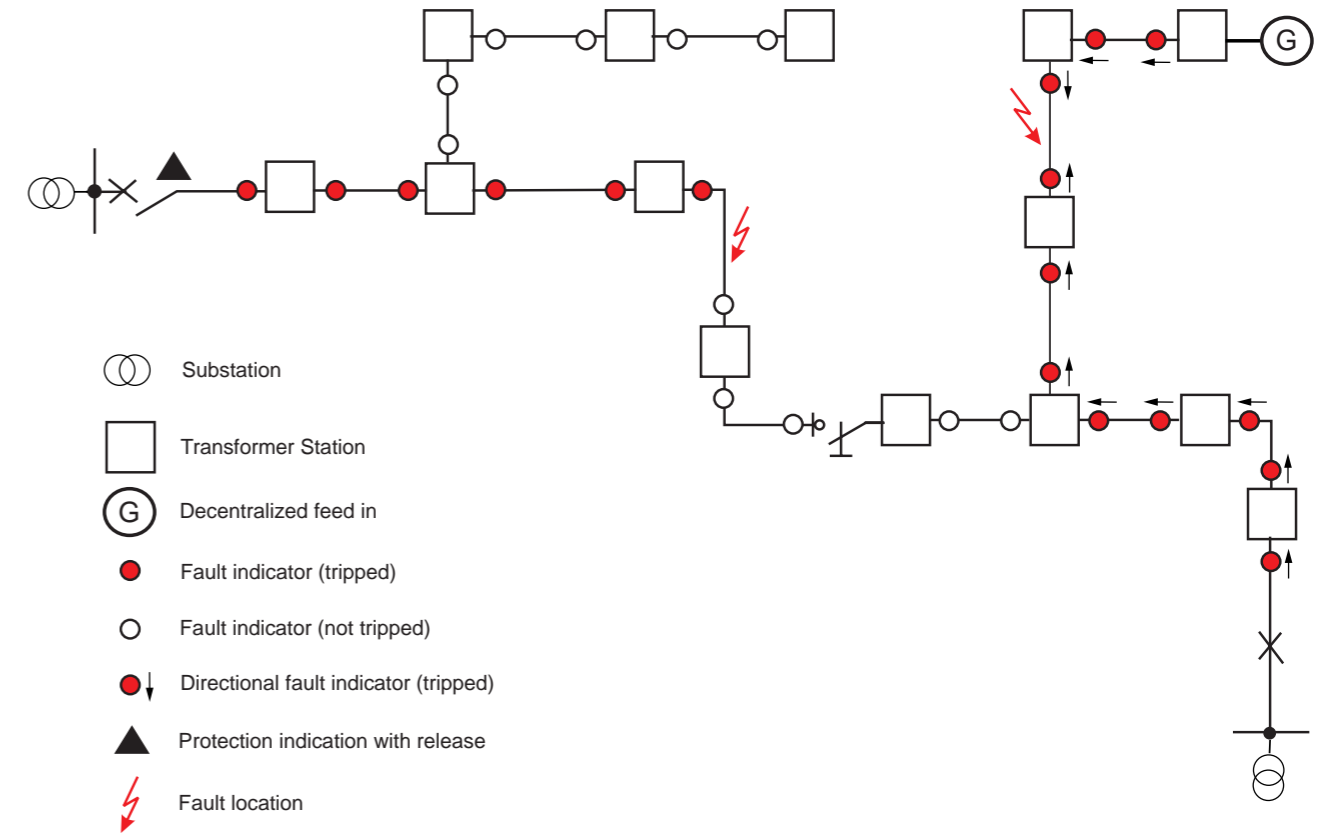 G
Substation
Transformer Station
G
Decentralized feed in
Fault indicator (tripped)
Fault indicator (not tripped)
Directional fault indicator (tripped)
Protection indication with release
Fault location